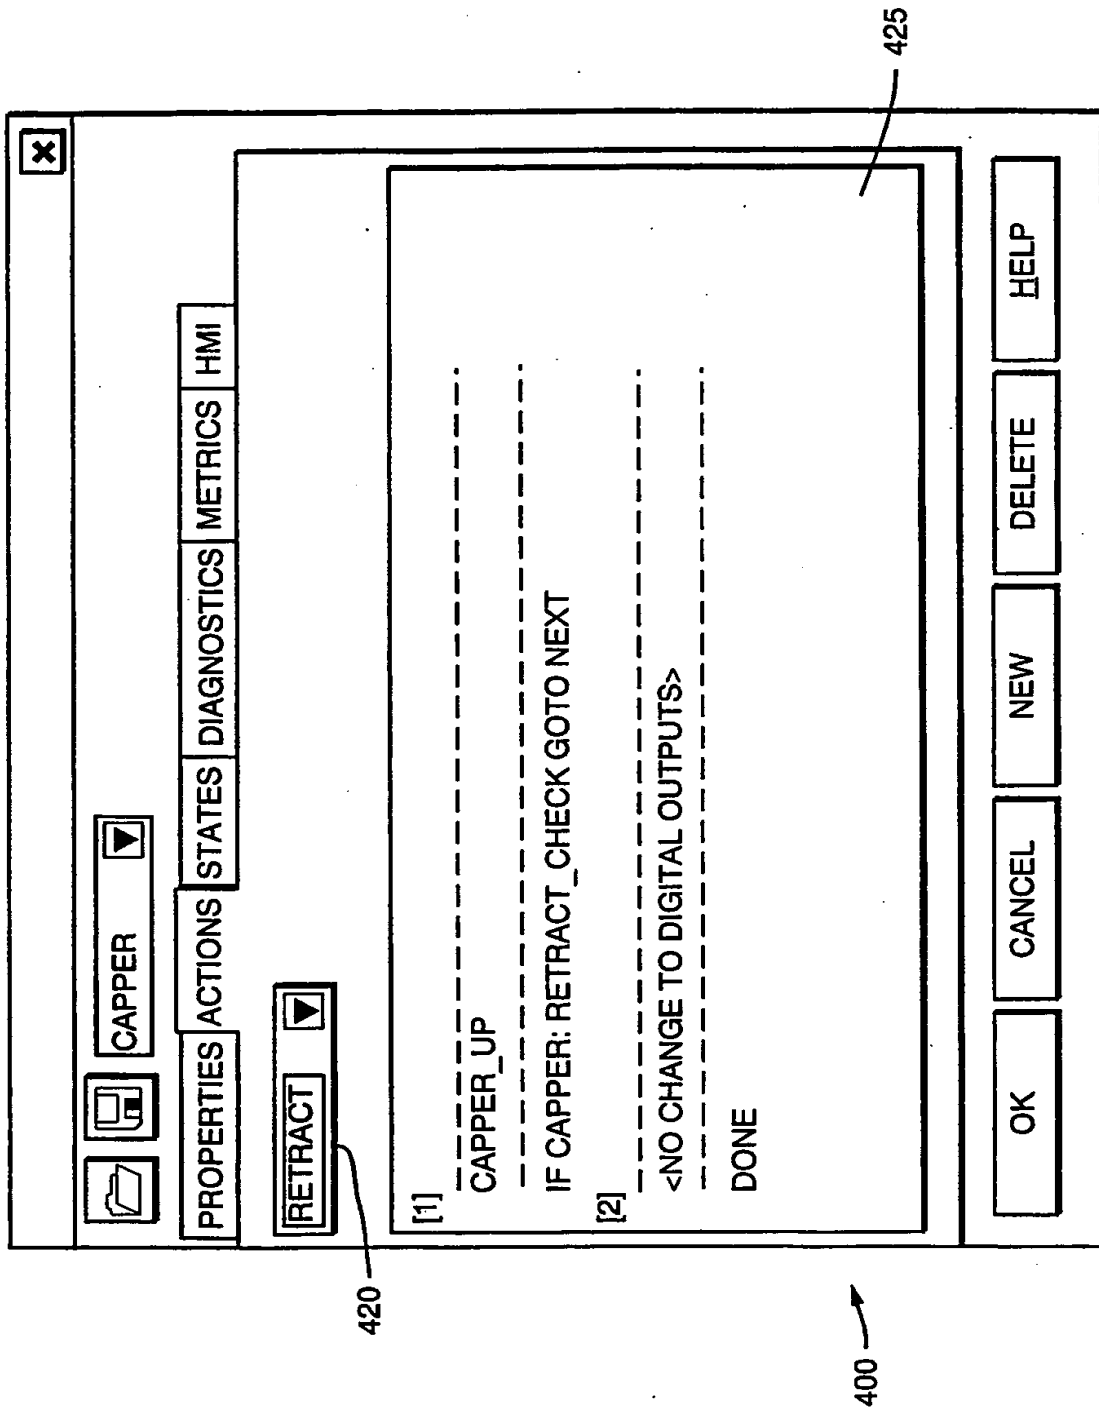 CAPPER
PROPERTIES ACTIONS STATES DIAGNOSTICS METRICS HMI
RETRACT
420
[1]
CAPPER_UP
IF CAPPER: RETRACT_CHECK GOTO NEXT
[2]
<NO CHANGE TO DIGITAL OUTPUTS>
DONE
425
400
OK CANCEL NEW DELETE HELP